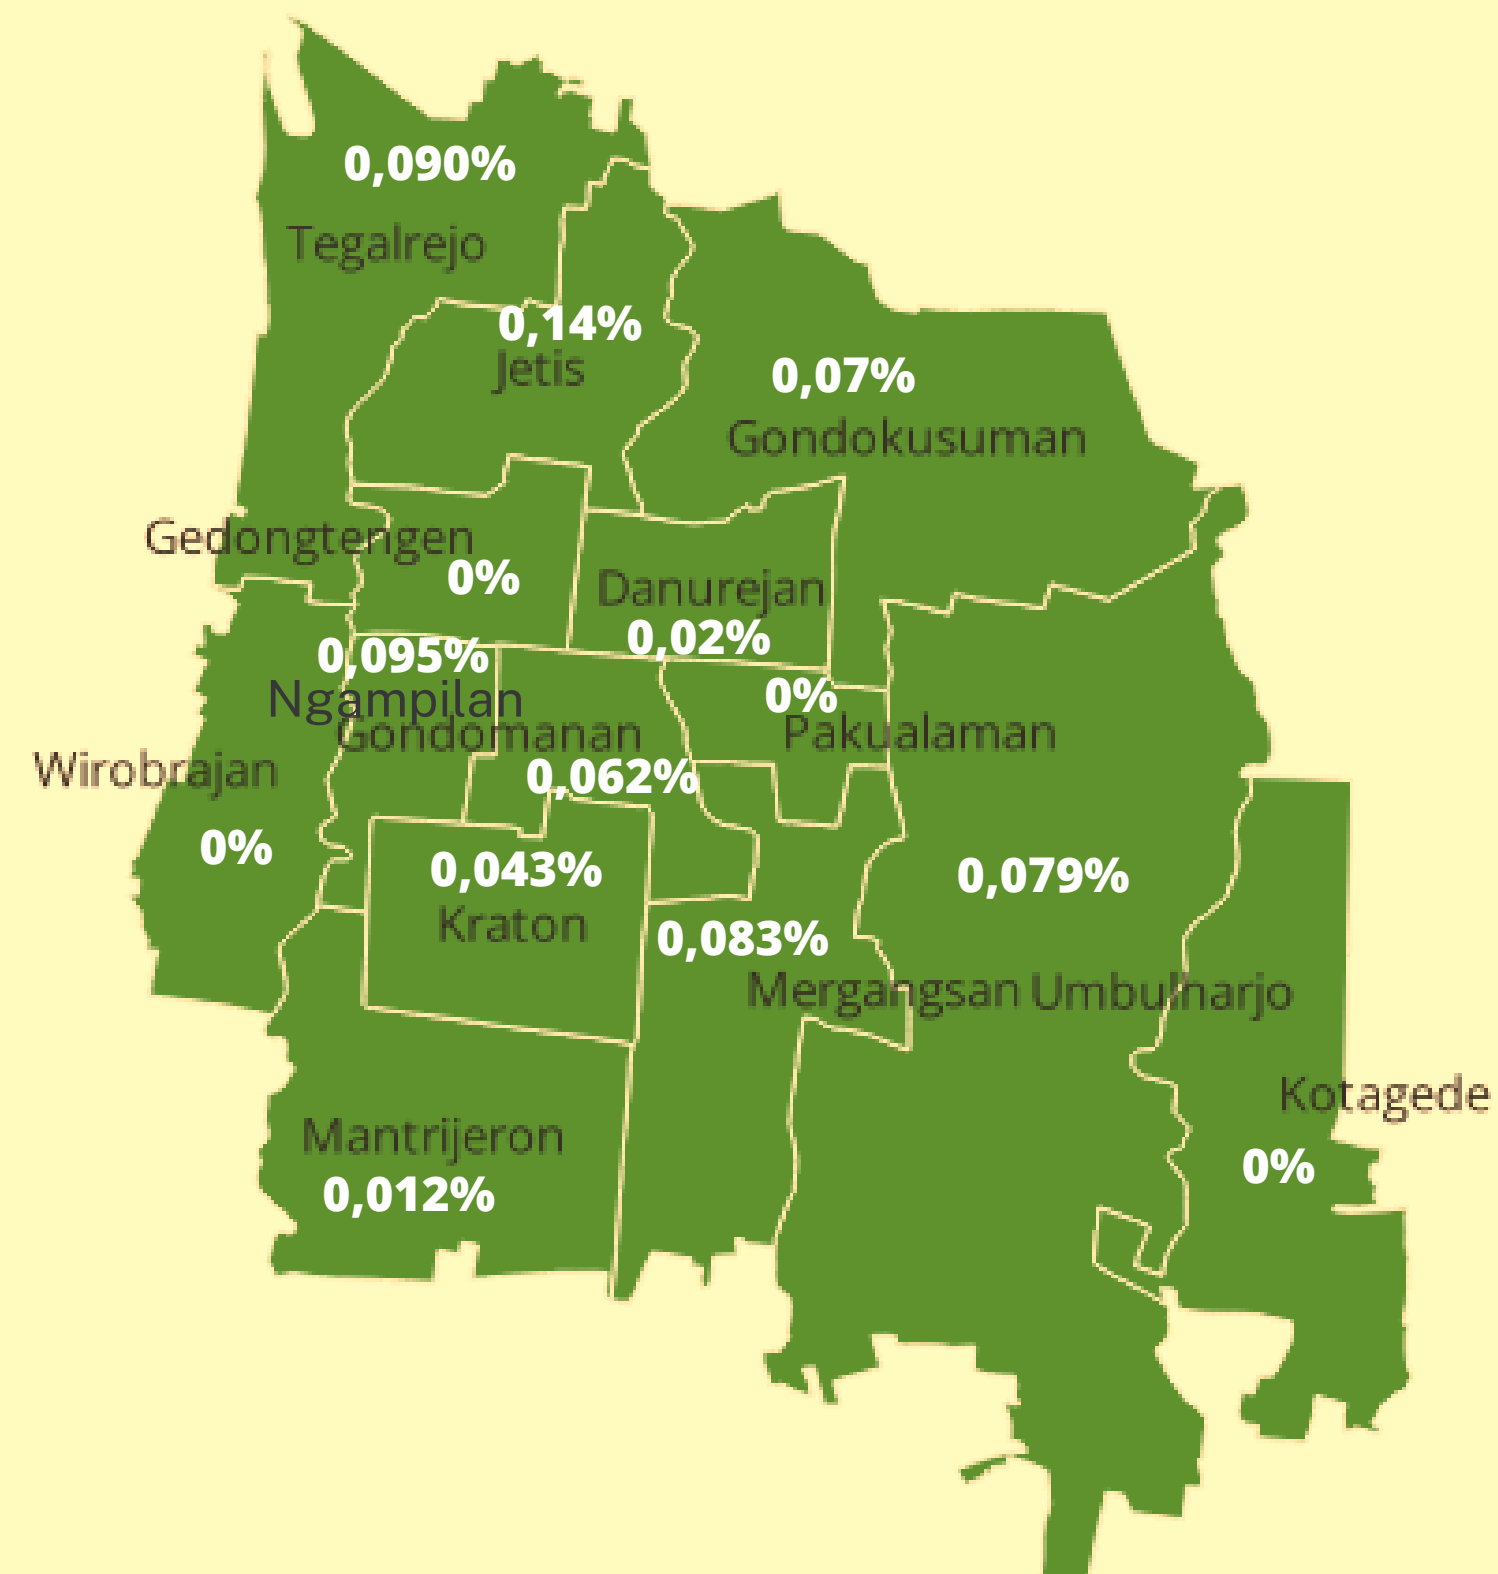 0,090%
Tegalrejo
0,14%
Jetis
0,07%
Gondokusuman
Gedongtengen
0%
Danurejan
0,02%
0,095%
Ngampilan
Gondomanan
0,062%
0%
Pakualaman
Wirobrajan
0%
0,043%
Kraton
0,083%
Mergangsan
0,079%
Umbulharjo
Kotagede
0%
Mantrijeron
0,012%